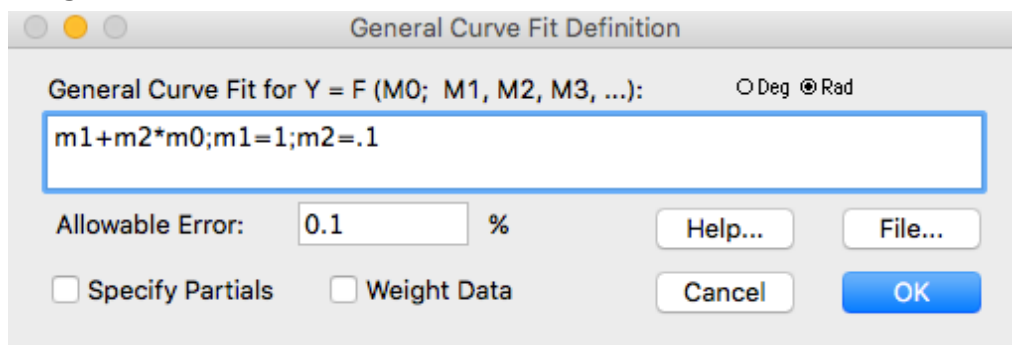 General Curve Fit Definition
General Curve Fit for Y = F (M0; M1, M2, M3, ...): Deg Rad
m1+m2*m0;m1=1;m2=.1
Allowable Error: 0.1 % Help... File...
Specify Partials Weight Data Cancel OK